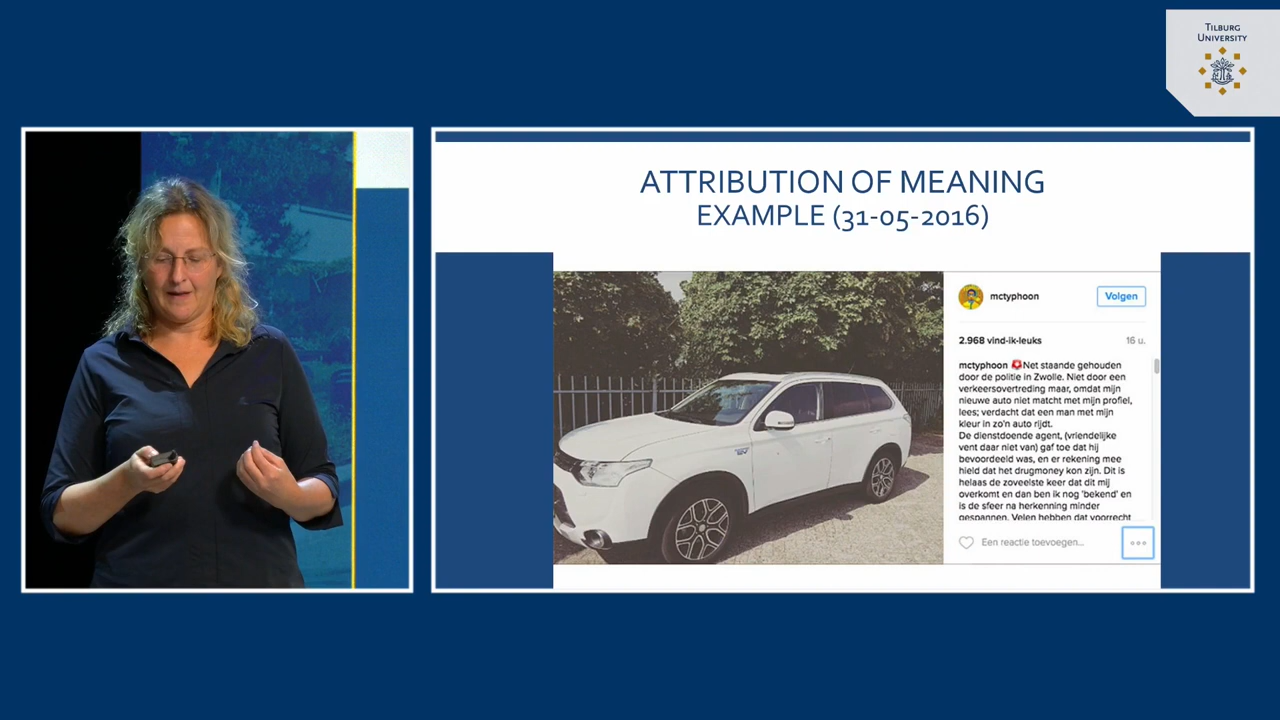 TILBURG
UNIVERSITY
ATTRIBUTION OF MEANING
EXAMPLE (31-05-2016)
mctyphoon
Volgen
2.968 vind-ik-leuks
16 u.
mctyphoon 🚨Net staande gehouden
door de politie in Zwolle. Niet door een
verkeersovertreding maar, omdat mijn
nieuwe auto niet matcht met mijn profiel,
lees; verdacht dat een man met mijn
kleur in zo'n auto rijdt.
De dienstdoende agent, (vriendelijke
vent daar niet van) gaf toe dat hij
bevoordeeld was, en er rekening mee
hield dat het drugmoney kon zijn. Dit is
helaas de zoveelste keer dat dit mij
overkomt en dan ben ik nog 'bekend' en
is de sfeer na herkenning minder
gespannen. Velen hebben dat voorrecht
Een reactie toevoegen...